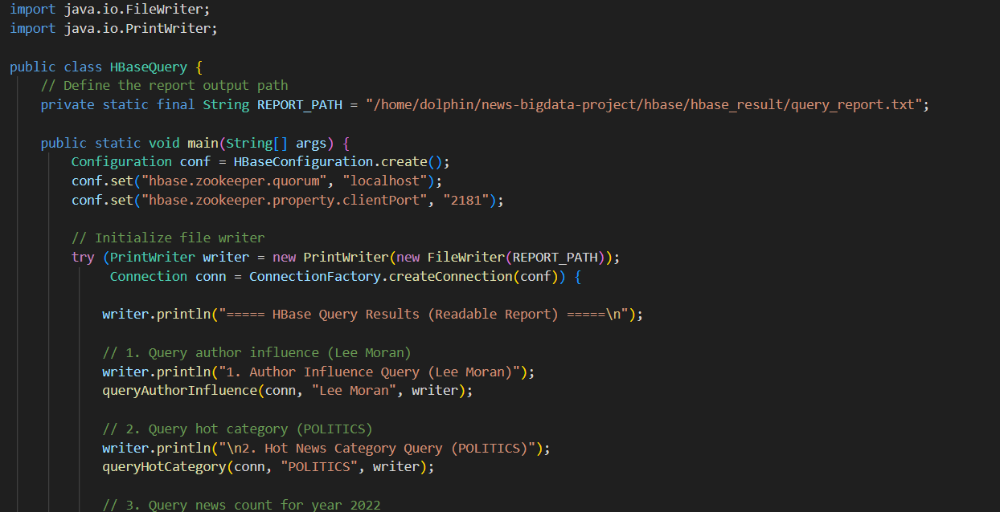 import java.io.FileWriter;
import java.io.PrintWriter;
public class HBaseQuery {
// Define the report output path
private static final String REPORT_PATH = "/home/dolphin/news-bigdata-project/hbase/hbase_result/query_report.txt";
public static void main(String[] args) {
Configuration conf = HBaseConfiguration.create();
conf.set("hbase.zookeeper.quorum", "localhost");
conf.set("hbase.zookeeper.property.clientPort", "2181");
// Initialize file writer
try (PrintWriter writer = new PrintWriter(new FileWriter(REPORT_PATH));
Connection conn = ConnectionFactory.createConnection(conf)) {
writer.println("===== HBase Query Results (Readable Report) =====\n");
// 1. Query author influence (Lee Moran)
writer.println("1. Author Influence Query (Lee Moran)");
queryAuthorInfluence(conn, "Lee Moran", writer);
// 2. Query hot category (POLITICS)
writer.println("\n2. Hot News Category Query (POLITICS)");
queryHotCategory(conn, "POLITICS", writer);
// 3. Query news count for year 2022